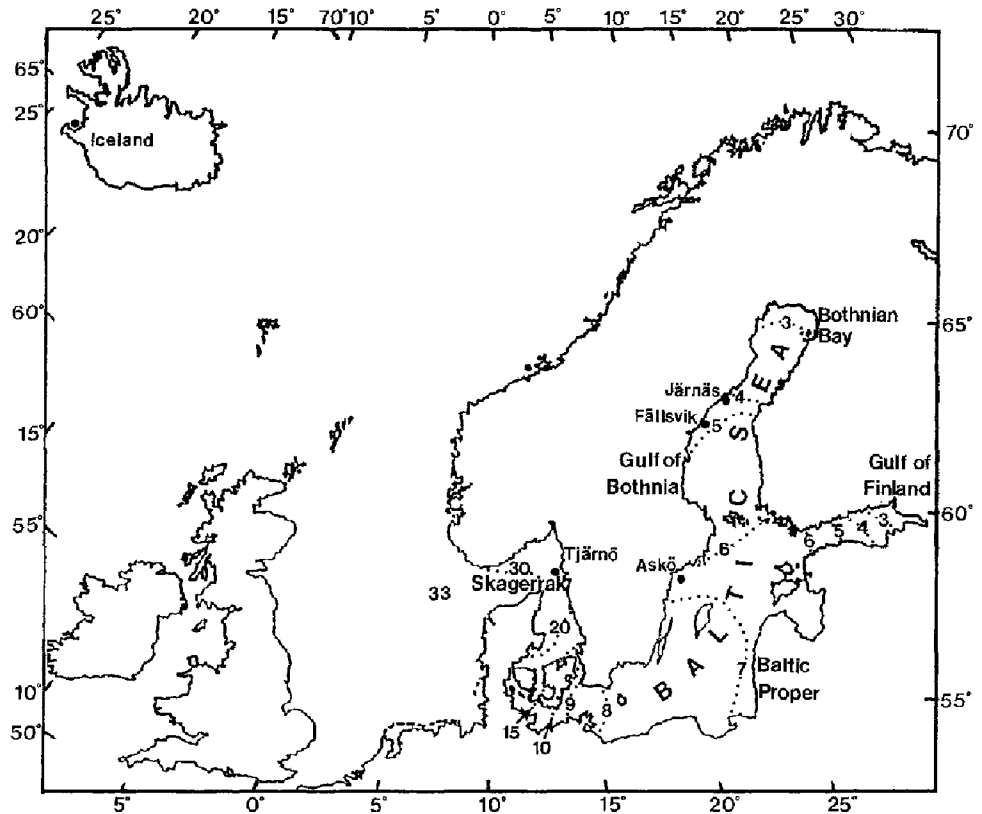 25° 20° 15° 70° 10° 5° 0° 5° 10° 15° 20° 25° 30°
65°
25°
Iceland
70°
20°
60°
3
Bothnian
Bay
65°
Järnäs
4
Fällsvik
5
15°
Gulf of
Bothnia
Gulf of
Finland
BALTIC SEA
60°
55°
6
6
5
4
3
Tjärnö
30
Skagerrak
33
Askö
20
7
Baltic
Proper
10°
55°
8
9
15
10
50°
5° 0° 5° 10° 15° 20° 25°